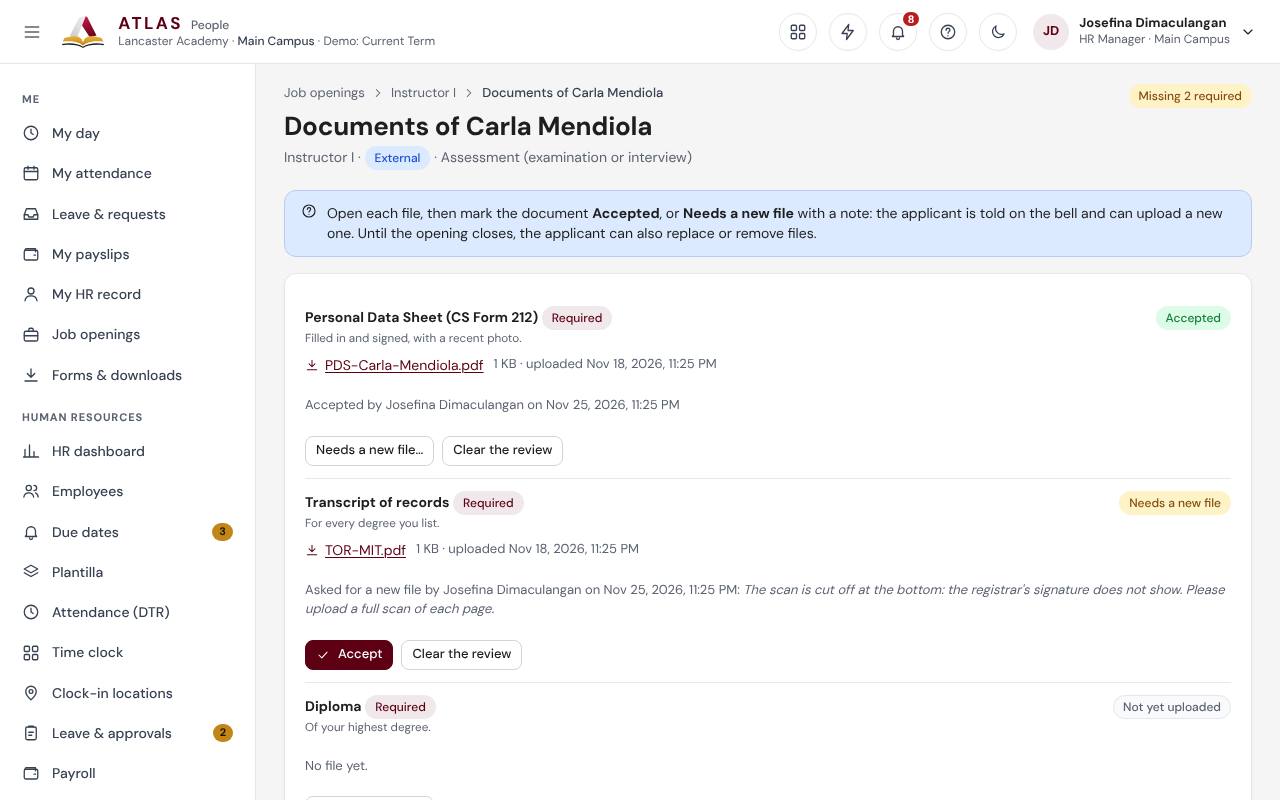 ATLAS People
Lancaster Academy · Main Campus · Demo: Current Term
8
JD
Josefina Dimaculangan
HR Manager · Main Campus
ME
My day
My attendance
Leave & requests
My payslips
My HR record
Job openings
Forms & downloads
HUMAN RESOURCES
HR dashboard
Employees
Due dates 3
Plantilla
Attendance (DTR)
Time clock
Clock-in locations
Leave & approvals 2
Payroll
Job openings > Instructor I > Documents of Carla Mendiola
Missing 2 required
Documents of Carla Mendiola
Instructor I · External · Assessment (examination or interview)
Open each file, then mark the document Accepted, or Needs a new file with a note: the applicant is told on the bell and can upload a new
one. Until the opening closes, the applicant can also replace or remove files.
Personal Data Sheet (CS Form 212) Required Accepted
Filled in and signed, with a recent photo.
PDS-Carla-Mendiola.pdf 1 KB · uploaded Nov 18, 2026, 11:25 PM
Accepted by Josefina Dimaculangan on Nov 25, 2026, 11:25 PM
Needs a new file... Clear the review
Transcript of records Required Needs a new file
For every degree you list.
TOR-MIT.pdf 1 KB · uploaded Nov 18, 2026, 11:25 PM
Asked for a new file by Josefina Dimaculangan on Nov 25, 2026, 11:25 PM: The scan is cut off at the bottom: the registrar's signature does not show. Please
upload a full scan of each page.
Accept Clear the review
Diploma Required Not yet uploaded
Of your highest degree.
No file yet.